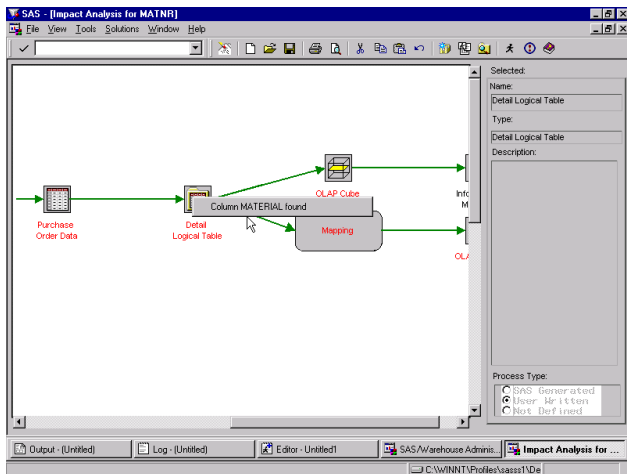 SAS - [Impact Analysis for MATNR]
File View Tools Solutions Window Help
Selected:
Name:
Detail Logical Table
Type:
Detail Logical Table
Description:
OLAP Cube
Info
M
Column MATERIAL found
Purchase
Order Data
Detail
Logical Table
Mapping
OLA
Process Type:
SAS Generated
User Written
Not Defined
Output - (Untitled)
Log - (Untitled)
Editor - Untitled1
SAS/Warehouse Adminis...
Impact Analysis for ...
C:\WINNT\Profiles\sasss1\De